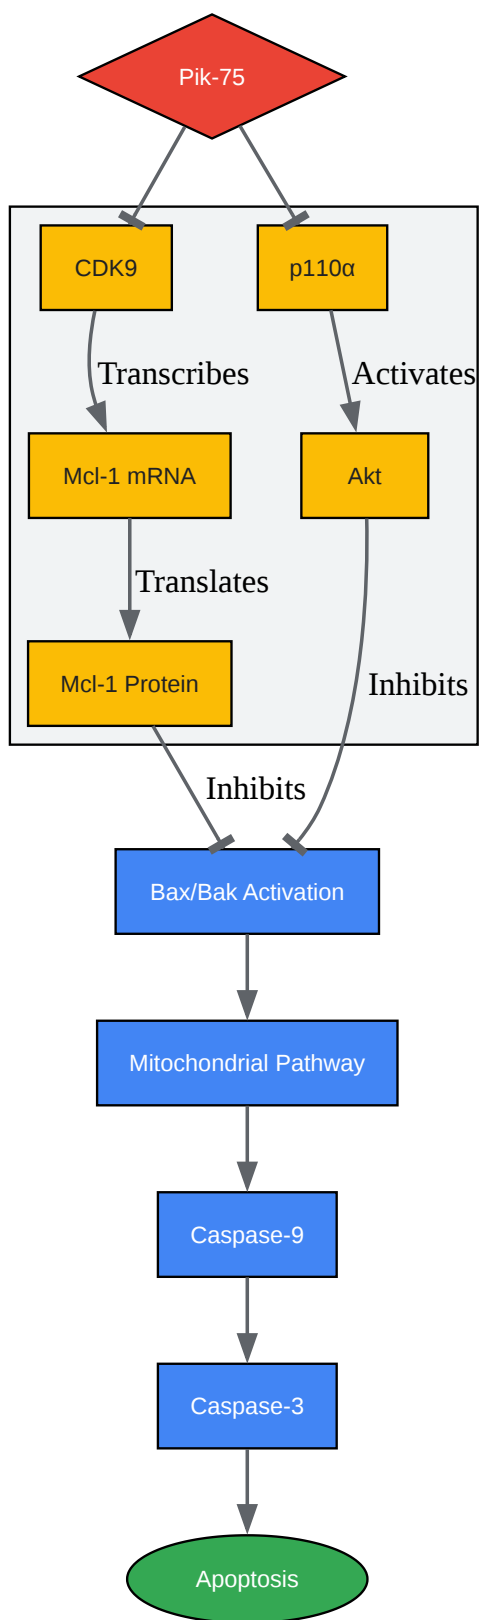 Pik-75
CDK9
p110α
Transcribes
Activates
Mcl-1 mRNA
Akt
Translates
Mcl-1 Protein
Inhibits
Inhibits
Bax/Bak Activation
Mitochondrial Pathway
Caspase-9
Caspase-3
Apoptosis